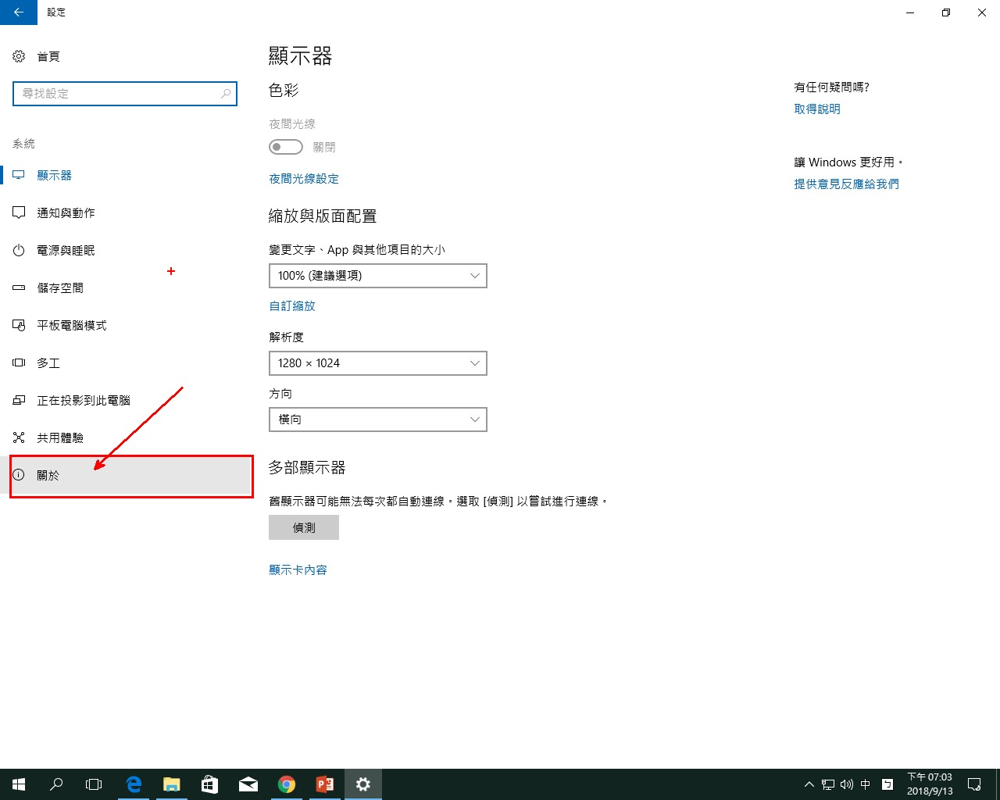 設定
首頁
尋找設定
系統
顯示器
通知與動作
電源與睡眠
儲存空間
平板電腦模式
多工
正在投影到此電腦
共用體驗
關於
顯示器
色彩
夜間光線
關閉
夜間光線設定
縮放與版面配置
變更文字、App 與其他項目的大小
100% (建議選項)
自訂縮放
解析度
1280 × 1024
方向
橫向
多部顯示器
舊顯示器可能無法每次都自動連線。選取 [偵測] 以嘗試進行連線。
偵測
顯示卡內容
有任何疑問嗎?
取得說明
讓 Windows 更好用。
提供意見反應給我們
中
下午 07:03
2018/9/13